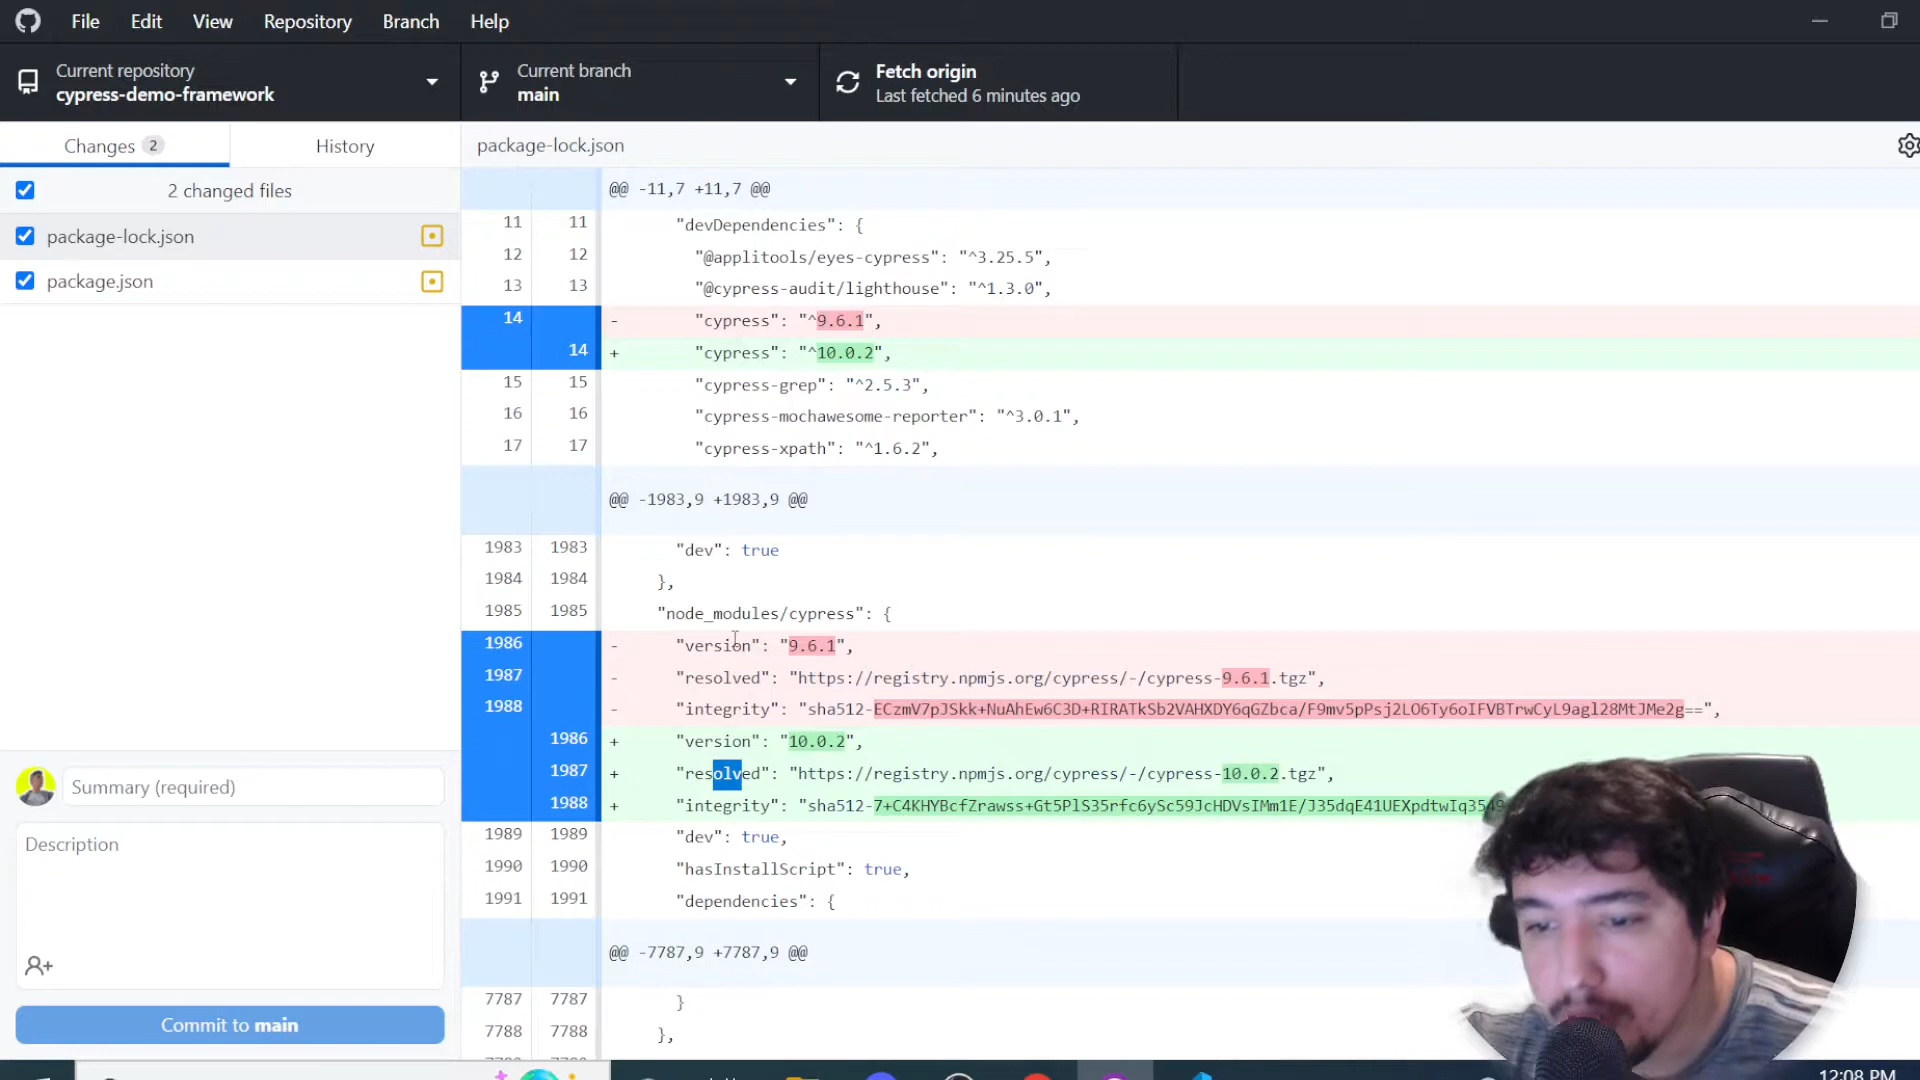 File Edit View Repository Branch Help
Current repository
cypress-demo-framework
Current branch
main
Fetch origin
Last fetched 6 minutes ago
Changes 2
History
package-lock.json
2 changed files
package-lock.json
package.json
@@ -11,7 +11,7 @@
11 11 "devDependencies": {
12 12 "@applitools/eyes-cypress": "^3.25.5",
13 13 "@cypress-audit/lighthouse": "^1.3.0",
14 - "cypress": "^9.6.1",
14 + "cypress": "^10.0.2",
15 15 "cypress-grep": "^2.5.3",
16 16 "cypress-mochawesome-reporter": "^3.0.1",
17 17 "cypress-xpath": "^1.6.2",
@@ -1983,9 +1983,9 @@
1983 1983 "dev": true
1984 1984 },
1985 1985 "node_modules/cypress": {
1986 - "version": "9.6.1",
1987 - "resolved": "https://registry.npmjs.org/cypress/-/cypress-9.6.1.tgz",
1988 - "integrity": "sha512-ECzmV7pJSkk+NuAhEw6C3D+RIRATkSb2VAHXDY6qGZbca/F9mv5pPsj2LO6Ty6oIFVBTrwCyL9agl28MtJMe2g==",
1986 + "version": "10.0.2",
1987 + "resolved": "https://registry.npmjs.org/cypress/-/cypress-10.0.2.tgz",
1988 + "integrity": "sha512-7+C4KHYBcfZrawss+Gt5PlS35rfc6ySc59JcHDVsIMm1E/J35dqE41UEXpdtwIq3549
1989 1989 "dev": true,
1990 1990 "hasInstallScript": true,
1991 1991 "dependencies": {
@@ -7787,9 +7787,9 @@
7787 7787 }
7788 7788 },
Summary (required)
Description
Commit to main
12:08 PM